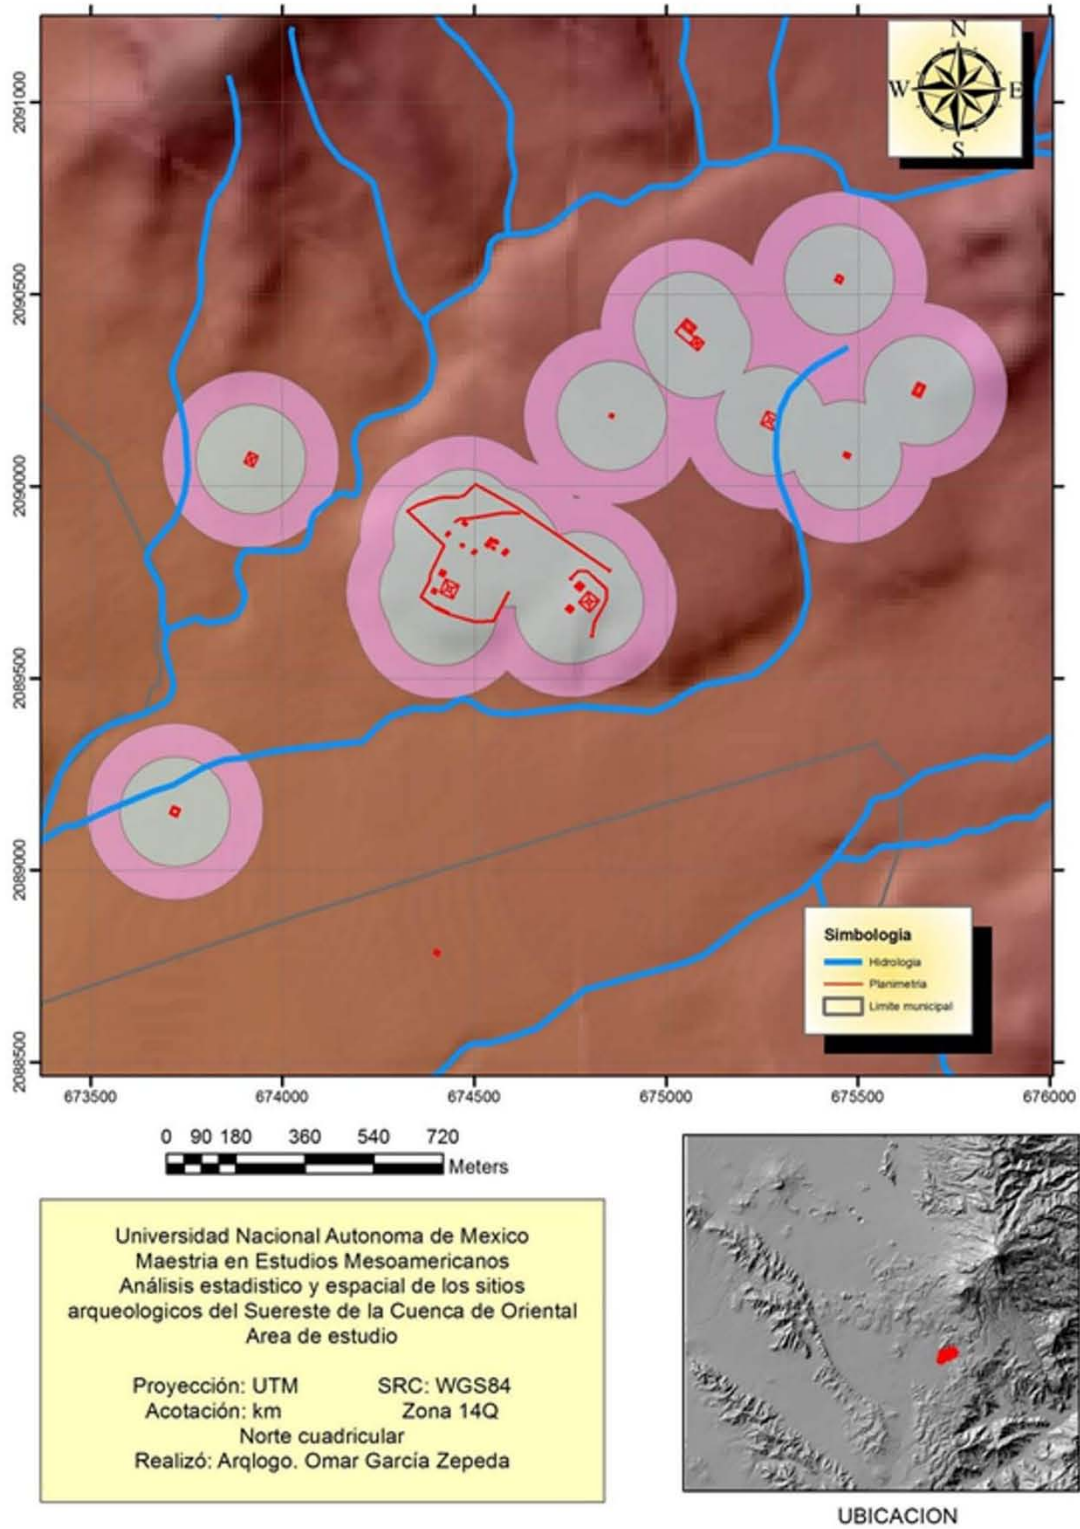 N
W E
S
2091000
2090500
2090000
2089500
2089000
2088500
673500 674000 674500 675000 675500 676000
Simbologia
Hidrologia
Planimetria
Limite municipal
0 90 180 360 540 720
Meters
Universidad Nacional Autonoma de Mexico
Maestria en Estudios Mesoamericanos
Análisis estadistico y espacial de los sitios
arqueologicos del Suereste de la Cuenca de Oriental
Area de estudio
Proyección: UTM SRC: WGS84
Acotación: km Zona 14Q
Norte cuadricular
Realizó: Arqlogo. Omar García Zepeda
UBICACION